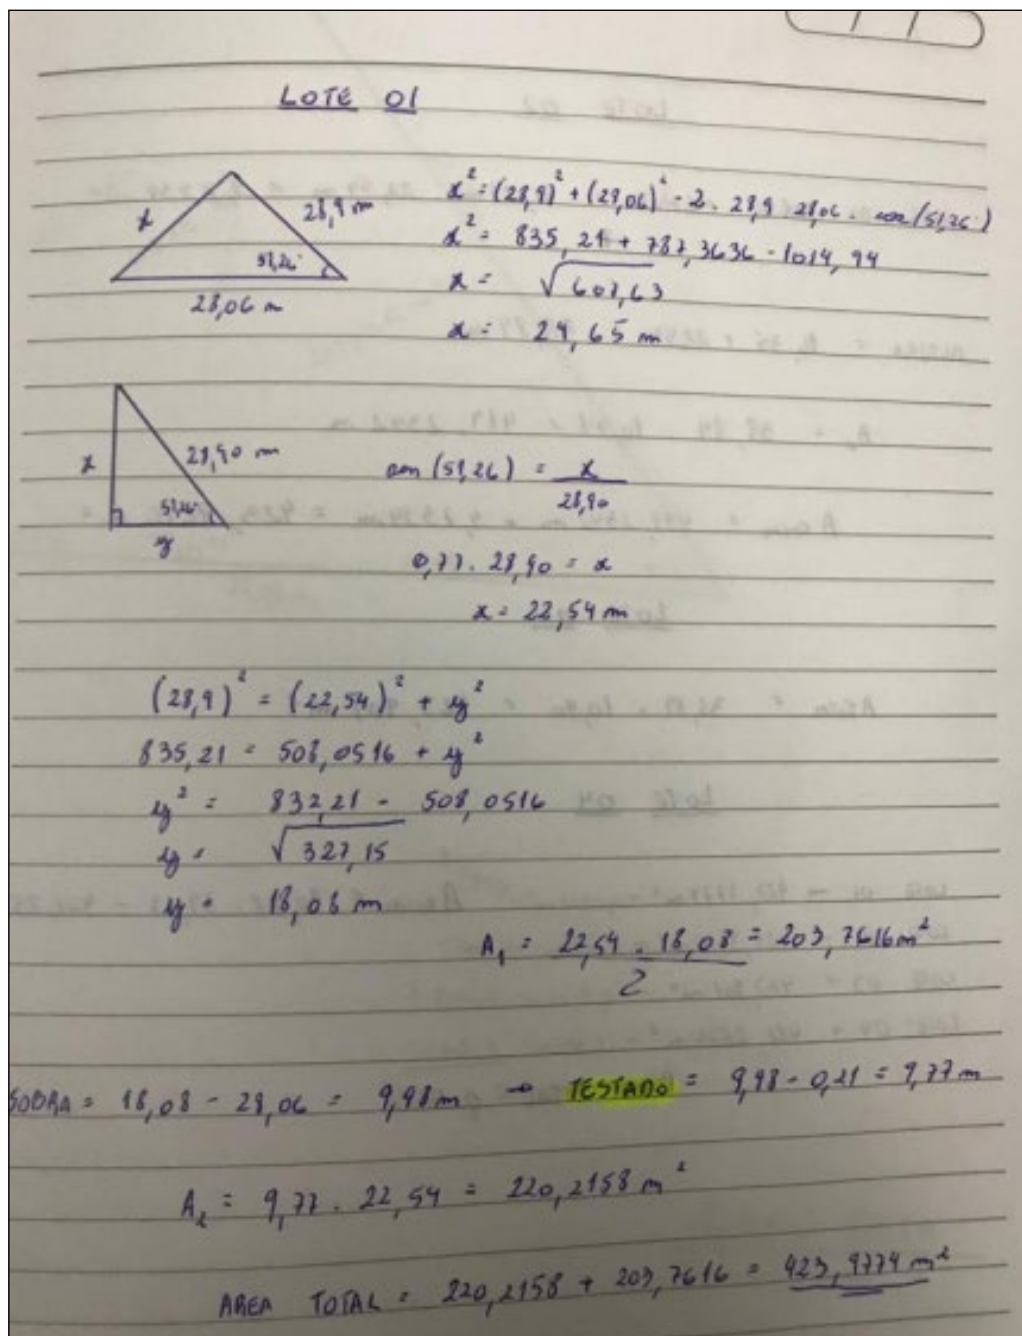 LOTE 01
x² = (28,9)² + (28,06)² - 2 . 28,9 28,06 . cos(51,26°)
x
28,9 m
51,26°
28,06 m
x² = 835,21 + 787,3636 - 1014,94
x = √607,63
x = 24,65 m
x
28,90 m
51,26°
y
sen (51,26) = x / 28,90
0,77 . 28,90 = x
x = 22,54 m
(28,9)² = (22,54)² + y²
835,21 = 508,0516 + y²
y² = 832,21 - 508,0516
y = √327,15
y = 18,08 m
A₁ = 22,54 . 18,08 / 2 = 203,7616 m²
SOBRA = 18,08 - 28,06 = 9,98 m → TESTADO = 9,98 - 0,21 = 9,77 m
A₂ = 9,77 . 22,54 = 220,2158 m²
AREA TOTAL = 220,2158 + 203,7616 = 423,9774 m²